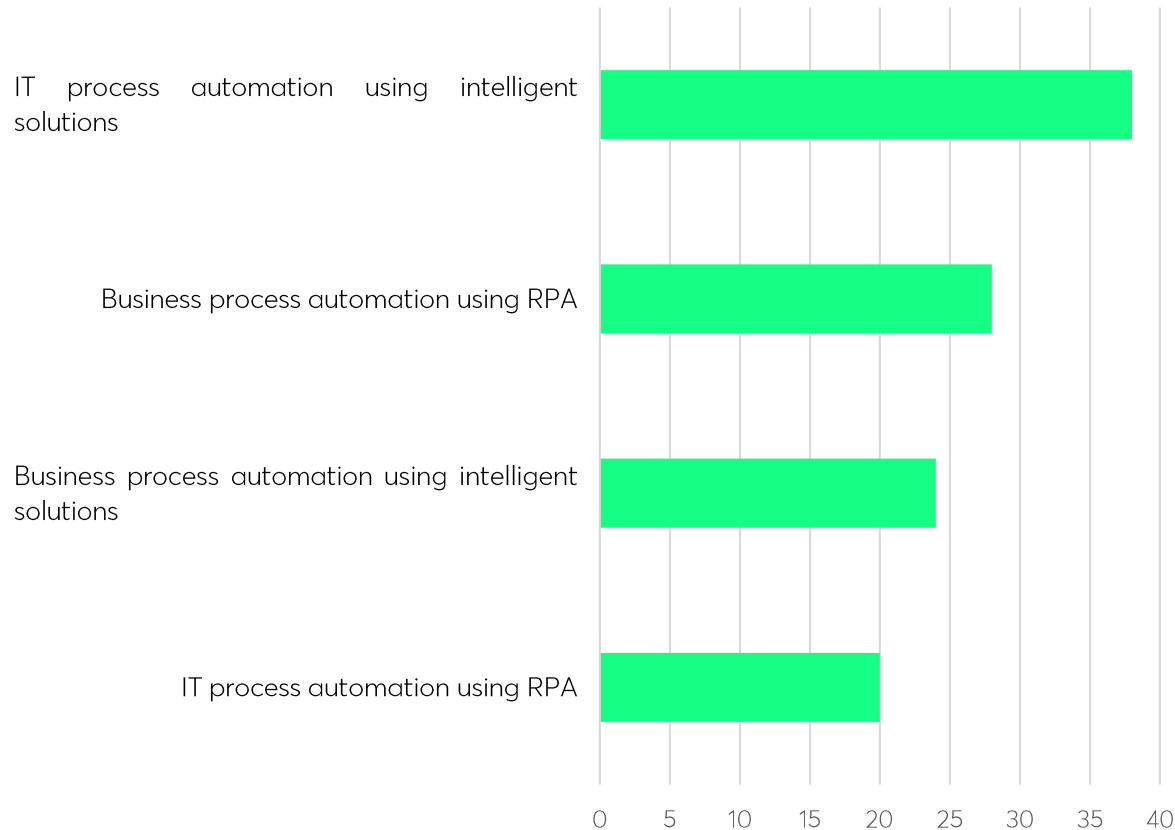 IT process automation using intelligent
solutions
Business process automation using RPA
Business process automation using intelligent
solutions
IT process automation using RPA
0 5 10 15 20 25 30 35 40